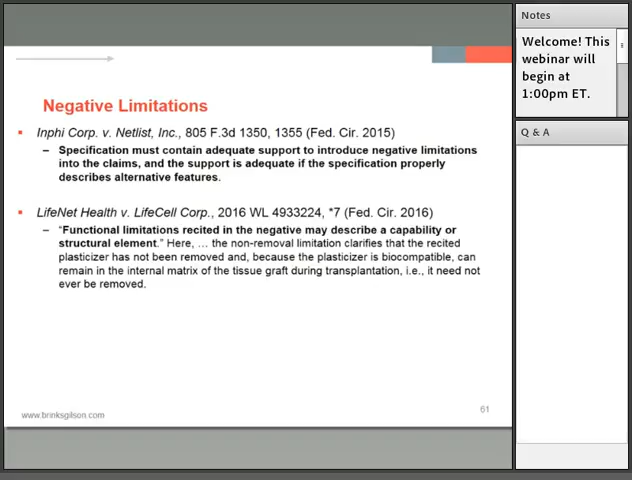 Negative Limitations
▪ Inphi Corp. v. Netlist, Inc., 805 F.3d 1350, 1355 (Fed. Cir. 2015)
– Specification must contain adequate support to introduce negative limitations
into the claims, and the support is adequate if the specification properly
describes alternative features.
▪ LifeNet Health v. LifeCell Corp., 2016 WL 4933224, *7 (Fed. Cir. 2016)
– “Functional limitations recited in the negative may describe a capability or
structural element.” Here, … the non-removal limitation clarifies that the recited
plasticizer has not been removed and, because the plasticizer is biocompatible, can
remain in the internal matrix of the tissue graft during transplantation, i.e., it need not
ever be removed.
www.brinksgilson.com
61
Notes
Welcome! This
webinar will
begin at
1:00pm ET.
Q & A